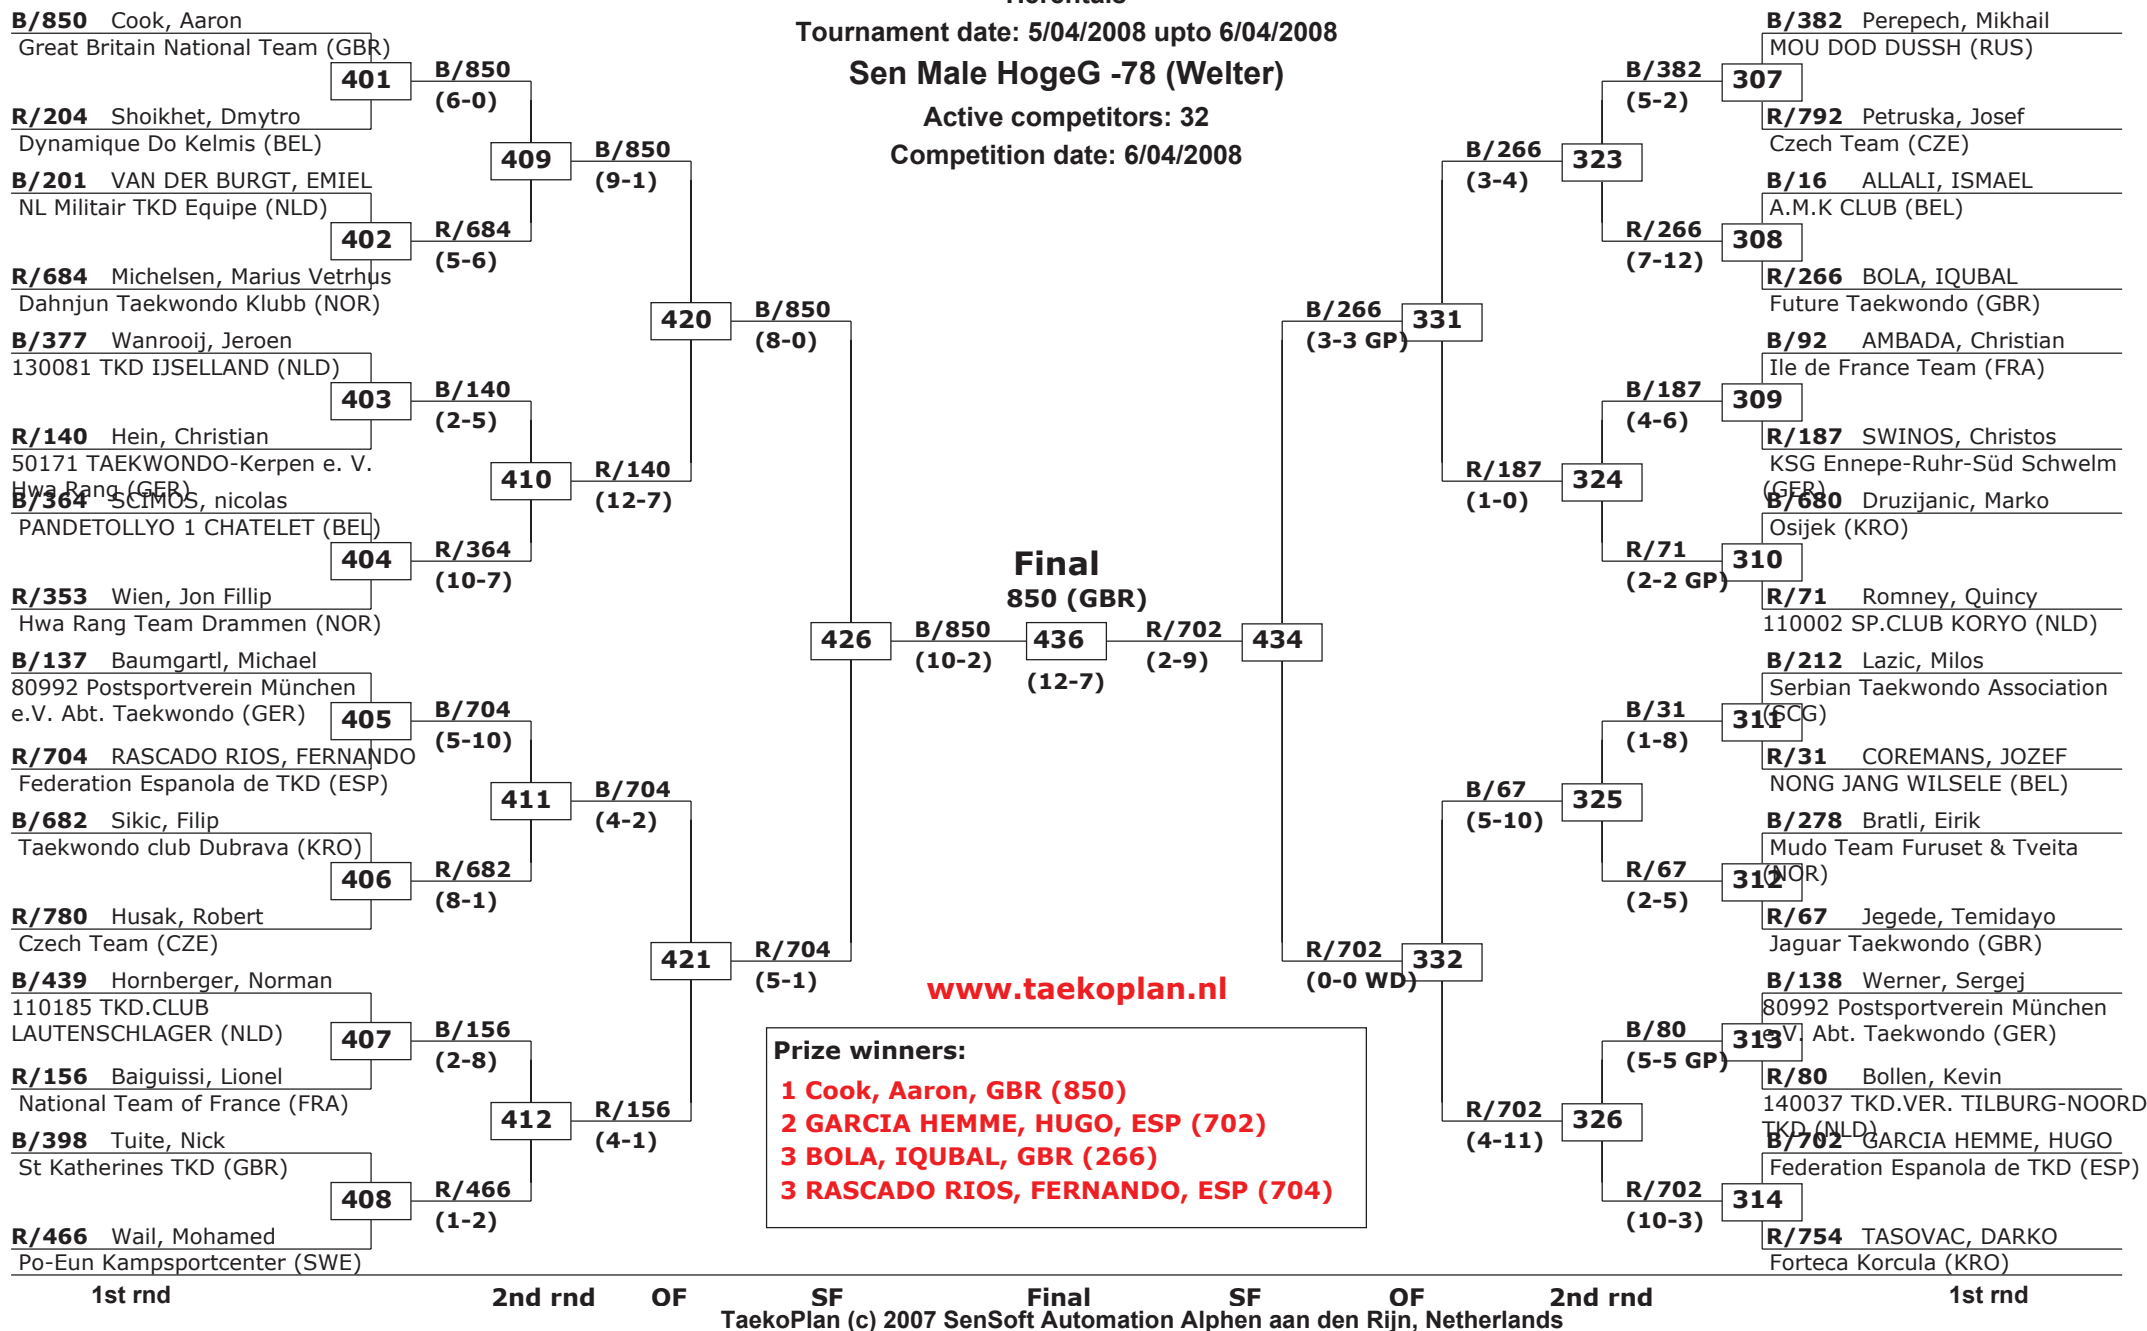 Herentals
Tournament date: 5/04/2008 upto 6/04/2008
Sen Male HogeG -78 (Welter)
Active competitors: 32
Competition date: 6/04/2008
B/850 Cook, Aaron
Great Britain National Team (GBR)
401
R/204 Shoikhet, Dmytro
Dynamique Do Kelmis (BEL)
B/201 VAN DER BURGT, EMIEL
NL Militair TKD Equipe (NLD)
402
R/684 Michelsen, Marius Vetrhus
Dahnjun Taekwondo Klubb (NOR)
B/377 Wanrooij, Jeroen
130081 TKD IJSELLAND (NLD)
403
R/140 Hein, Christian
50171 TAEKWONDO-Kerpen e. V.
Hwa Rang (GER)
B/364 SCIMOS, nicolas
PANDETOLLYO 1 CHATELET (BEL)
404
R/353 Wien, Jon Fillip
Hwa Rang Team Drammen (NOR)
B/137 Baumgartl, Michael
80992 Postsportverein München
e.V. Abt. Taekwondo (GER)
405
R/704 RASCADO RIOS, FERNANDO
Federation Espanola de TKD (ESP)
B/682 Sikic, Filip
Taekwondo club Dubrava (KRO)
406
R/780 Husak, Robert
Czech Team (CZE)
B/439 Hornberger, Norman
110185 TKD.CLUB
LAUTENSCHLAGER (NLD)
407
R/156 Baiguissi, Lionel
National Team of France (FRA)
B/398 Tuite, Nick
St Katherines TKD (GBR)
408
R/466 Wail, Mohamed
Po-Eun Kampsportcenter (SWE)
B/850
(6-0)
409
R/684
(5-6)
B/140
(2-5)
410
R/364
(10-7)
B/704
(5-10)
411
R/682
(8-1)
B/156
(2-8)
412
R/466
(1-2)
B/850
(9-1)
420
R/140
(12-7)
B/704
(4-2)
421
R/156
(4-1)
B/850
(8-0)
426
R/704
(5-1)
Final
850 (GBR)
B/850
(10-2)
436
(12-7)
R/702
(2-9)
434
B/266
(3-3 GP)
331
R/702
(0-0 WD)
332
B/266
(3-4)
323
R/187
(1-0)
324
B/67
(5-10)
325
R/702
(4-11)
326
B/382
(5-2)
R/266
(7-12)
B/187
(4-6)
R/71
(2-2 GP)
B/31
(1-8)
R/67
(2-5)
B/80
(5-5 GP)
R/702
(10-3)
B/382 Perepech, Mikhail
MOU DOD DUSSH (RUS)
307
R/792 Petruska, Josef
Czech Team (CZE)
B/16 ALLALI, ISMAEL
A.M.K CLUB (BEL)
308
R/266 BOLA, IQUBAL
Future Taekwondo (GBR)
B/92 AMBADA, Christian
Ile de France Team (FRA)
309
R/187 SWINOS, Christos
KSG Ennepe-Ruhr-Süd Schwelm
(GER)
B/680 Druzijanic, Marko
Osijek (KRO)
310
R/71 Romney, Quincy
110002 SP.CLUB KORYO (NLD)
B/212 Lazic, Milos
Serbian Taekwondo Association
(SCG)
311
R/31 COREMANS, JOZEF
NONG JANG WILSELE (BEL)
B/278 Bratli, Eirik
Mudo Team Furuset & Tveita
(NOR)
312
R/67 Jegede, Temidayo
Jaguar Taekwondo (GBR)
B/138 Werner, Sergej
80992 Postsportverein München
e.V. Abt. Taekwondo (GER)
313
R/80 Bollen, Kevin
140037 TKD.VER. TILBURG-NOORD
TKD (NLD)
B/702 GARCIA HEMME, HUGO
Federation Espanola de TKD (ESP)
314
R/754 TASOVAC, DARKO
Forteca Korcula (KRO)
www.taekoplan.nl
Prize winners:
1 Cook, Aaron, GBR (850)
2 GARCIA HEMME, HUGO, ESP (702)
3 BOLA, IQUBAL, GBR (266)
3 RASCADO RIOS, FERNANDO, ESP (704)
1st rnd 2nd rnd OF SF Final SF OF 2nd rnd 1st rnd
TaekoPlan (c) 2007 SenSoft Automation Alphen aan den Rijn, Netherlands